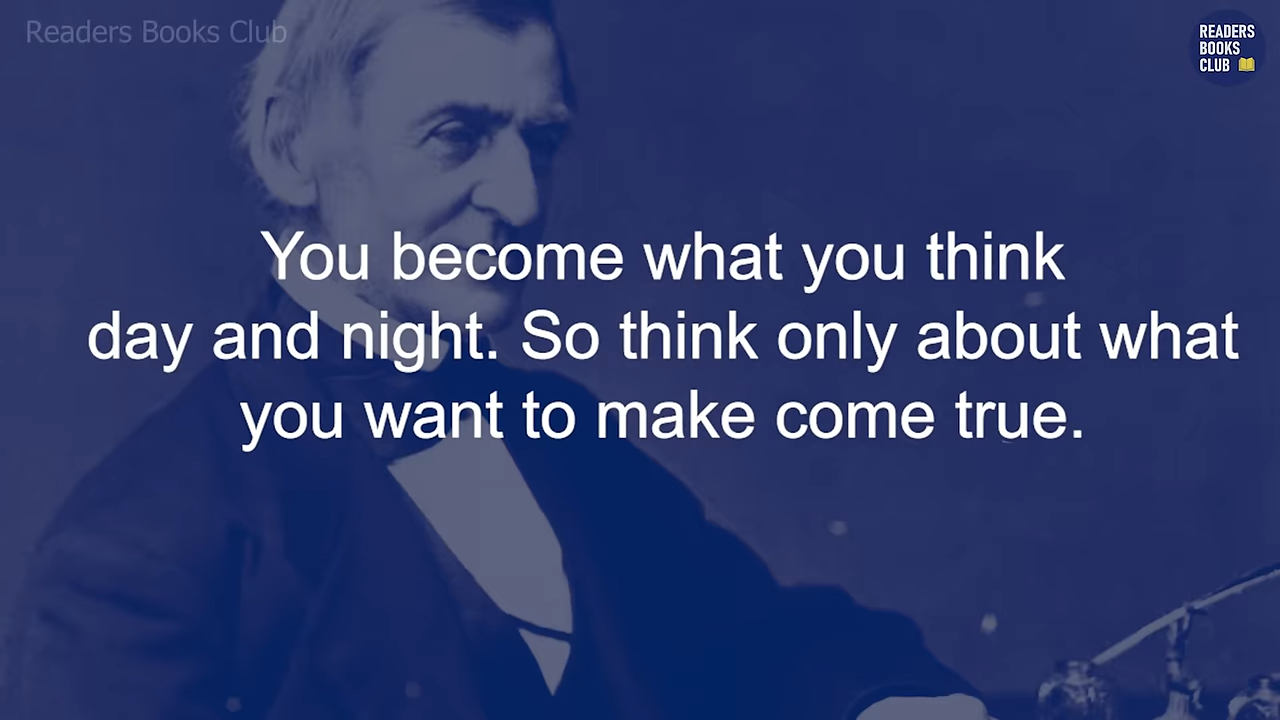 Readers Books Club
READERS
BOOKS
CLUB
You become what you think
day and night. So think only about what
you want to make come true.